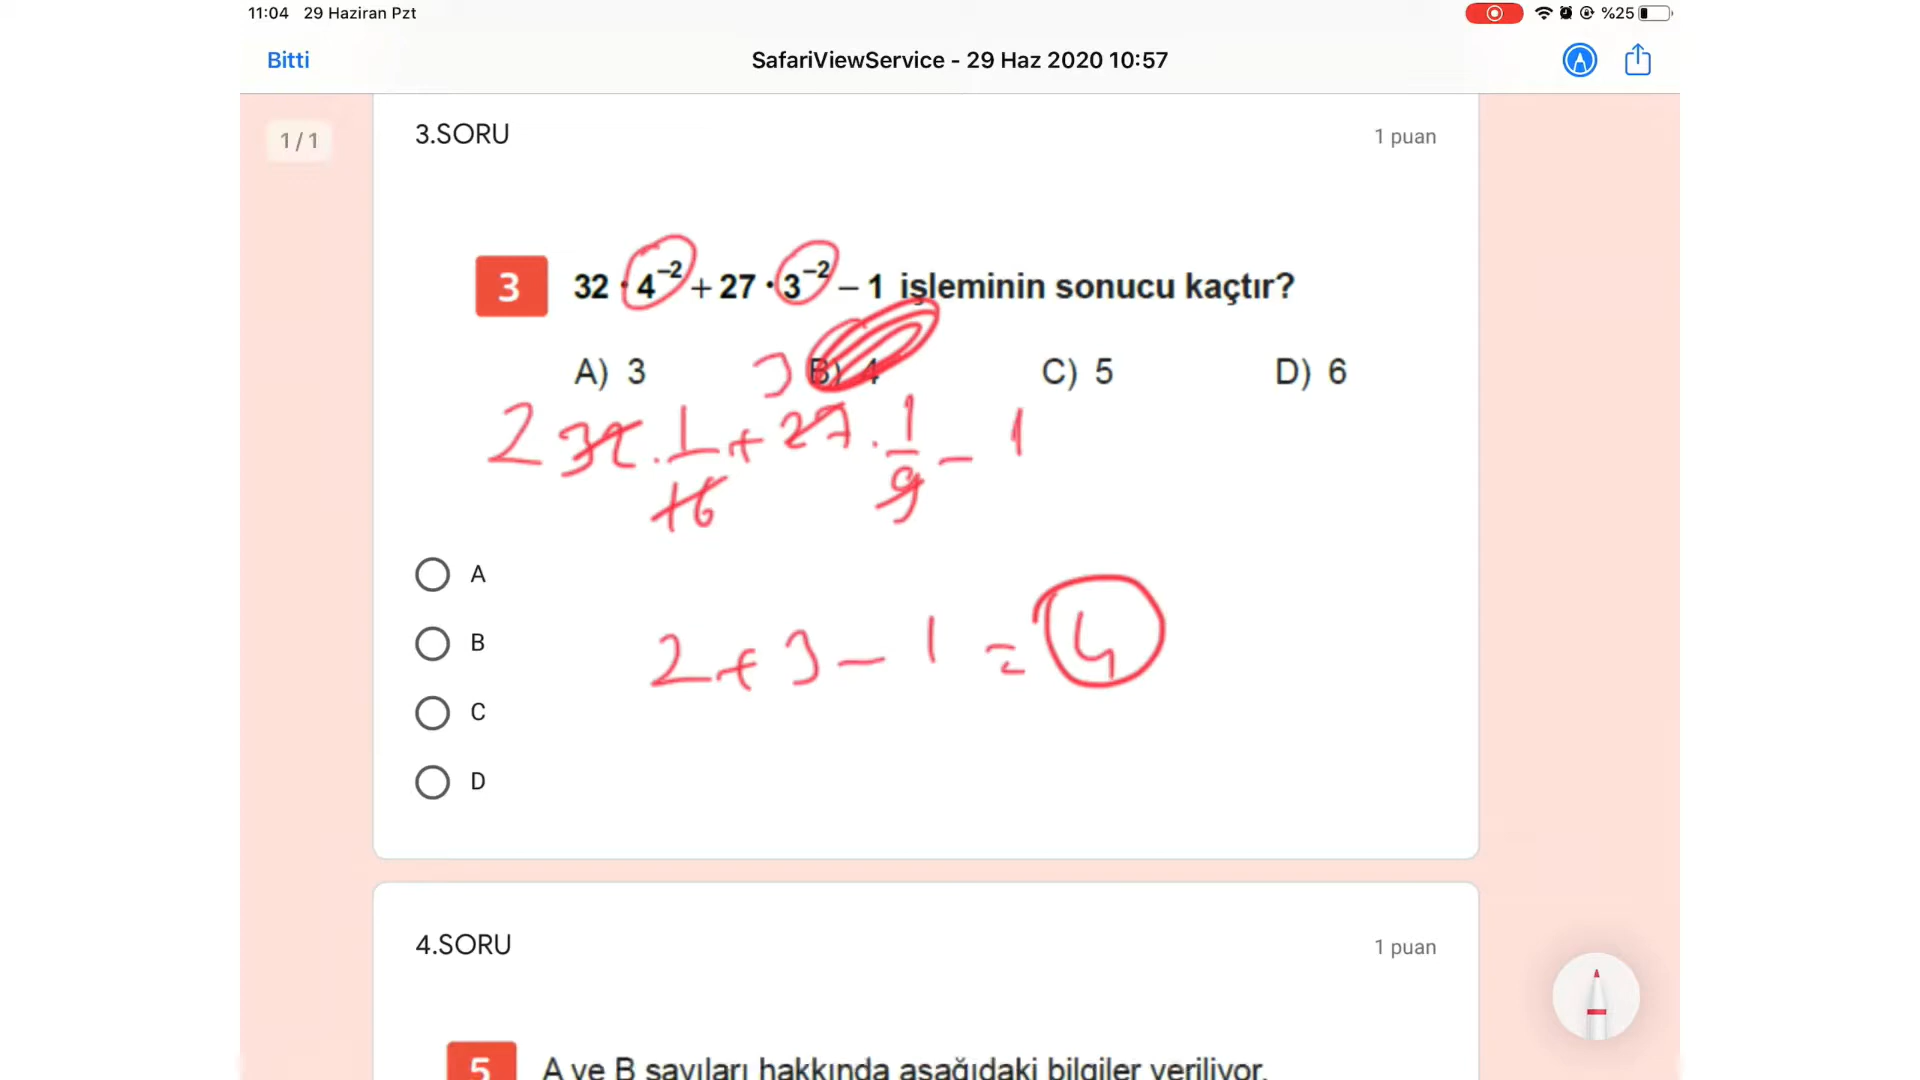 11:04 29 Haziran Pzt %25
Bitti SafariViewService - 29 Haz 2020 10:57
1 / 1
3.SORU 1 puan
3 32 · 4⁻² + 27 · 3⁻² − 1 işleminin sonucu kaçtır?
A) 3 B) 4 C) 5 D) 6
3
2 32 . 1/16 + 27 . 1/9 - 1
A
2 + 3 - 1 = 4
B
C
D
4.SORU 1 puan
5 A ve B sayıları hakkında aşağıdaki bilgiler veriliyor.